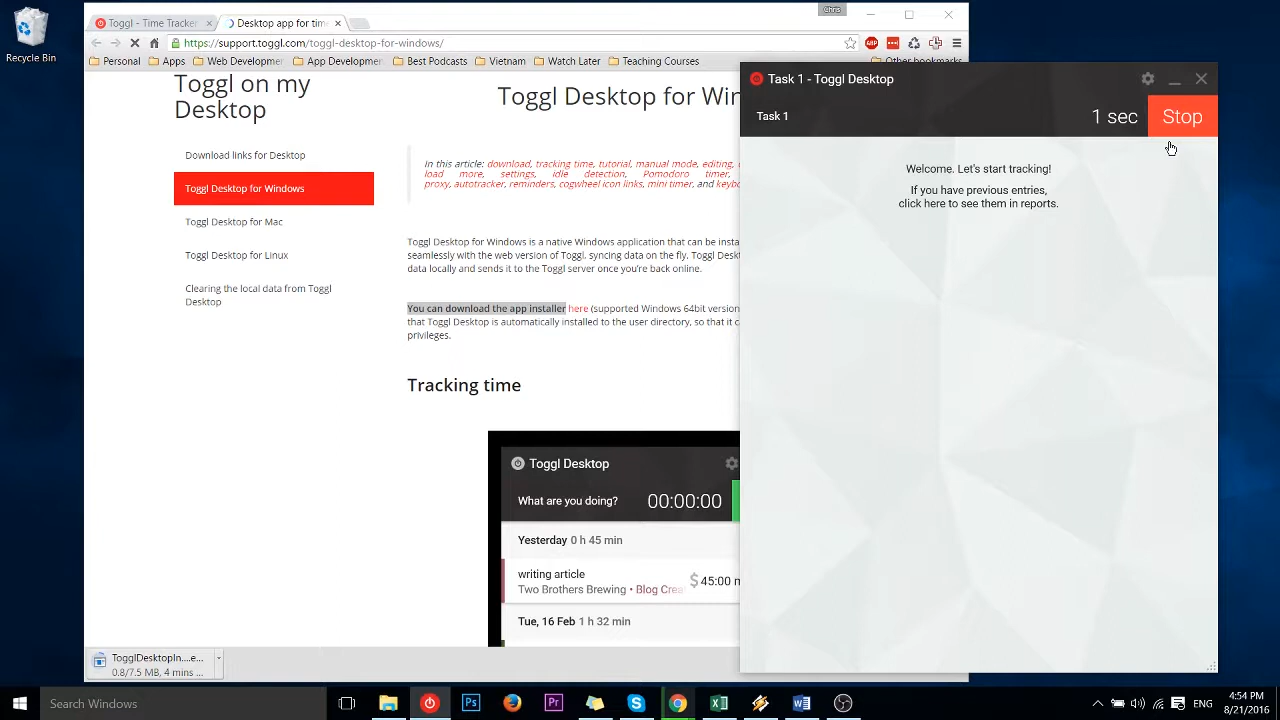 Recycle Bin
Toggl - Time Tracker
Desktop app for time
Chris
https://support.toggl.com/toggl-desktop-for-windows/
ABP
Personal
Apps
Web Developm
App Developme
Best Podcasts
Vietnam
Watch Later
Teaching Courses
Other bookmarks
Toggl on my
Desktop
Download links for Desktop
Toggl Desktop for Windows
Toggl Desktop for Mac
Toggl Desktop for Linux
Clearing the local data from Toggl
Desktop
Toggl Desktop for Win
In this article: download, tracking time, tutorial, manual mode, editing,
load more, settings, idle detection, Pomodoro timer,
proxy, autotracker, reminders, cogwheel icon links, mini timer, and keybo
Toggl Desktop for Windows is a native Windows application that can be insta
seamlessly with the web version of Toggl, syncing data on the fly. Toggl Desk
data locally and sends it to the Toggl server once you're back online.
You can download the app installer here (supported Windows 64bit version
that Toggl Desktop is automatically installed to the user directory, so that it c
privileges.
Tracking time
Toggl Desktop
What are you doing? 00:00:00
Yesterday 0 h 45 min
writing article
Two Brothers Brewing • Blog Crea
$ 45:00 m
Tue, 16 Feb 1 h 32 min
Task 1 - Toggl Desktop
Task 1
1 sec
Stop
Welcome. Let's start tracking!
If you have previous entries,
click here to see them in reports.
TogglDesktopIn....e...
0.8/7.5 MB, 4 mins ...
Search Windows
Ps
Pr
ENG
4:54 PM
8/21/2016